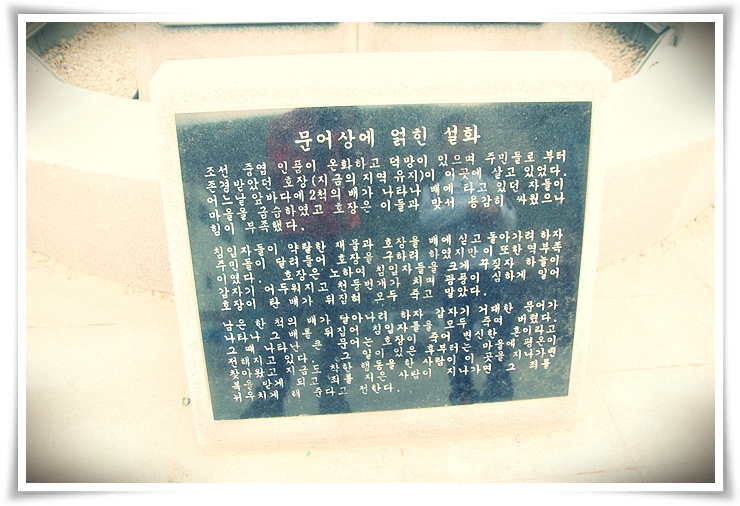 문어상에 얽힌 설화
조선 중엽 인품이 온화하고 덕망이 있으며 주민들로 부터
존경받았던 호장(지금의 지역 유지)이 이곳에 살고 있었다.
어느날 앞바다에 2척의 배가 나타나 배에 타고 있던 자들이
마을을 급습하였고 호장은 이들과 맞서 용감히 싸웠으나
힘이 부족했다.
침입자들이 약탈한 재물과 호장을 배에 싣고 돌아가려 하자
주민들이 달려들어 호장을 구하려 하였지만 이 또한 역부족
이였다. 호장은 노하여 침입자들을 크게 꾸짖자 하늘이
갑자기 어두워지고 천둥번개가 치며 광풍이 심하게 일어
호장이 탄 배가 뒤집혀 모두 죽고 말았다.
남은 한 척의 배가 달아나려 하자 갑자기 거대한 문어가
나타나 그 배를 뒤집어 침입자들을 모두 죽여 버렸다.
그때 나타난 큰 문어는 호장이 죽어 변신한 혼이라고
전해지고 있다. 그 일이 있은 후부터는 마을에 평온이
찾아왔고 지금도 착한 행동을 한 사람이 이 곳을 지나가면
복을 받게 되고 죄를 지은 사람이 지나가면 그 죄를
뉘우치게 해 준다고 전한다.